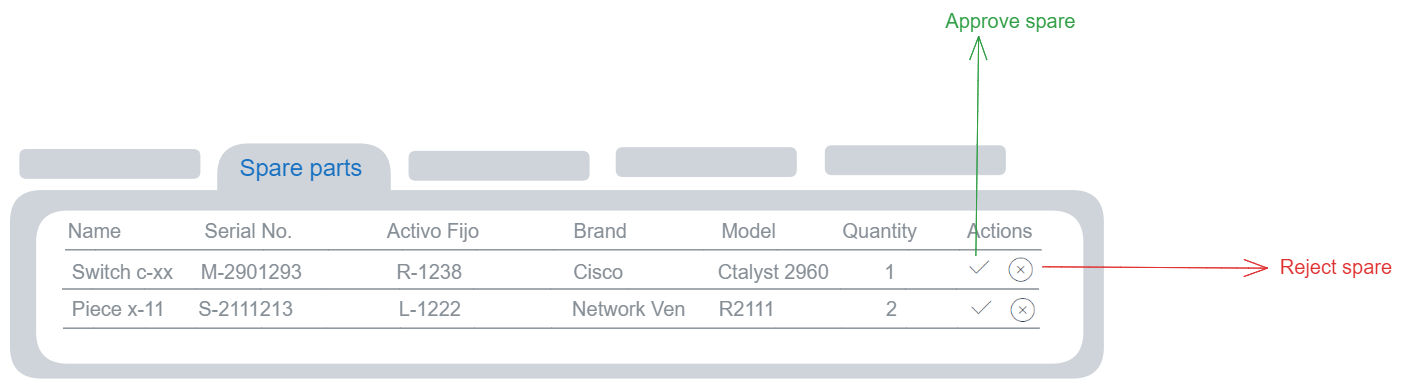 Approve spare
Spare parts
Name Serial No. Activo Fijo Brand Model Quantity Actions
Switch c-xx M-2901293 R-1238 Cisco Ctalyst 2960 1
Reject spare
Piece x-11 S-2111213 L-1222 Network Ven R2111 2